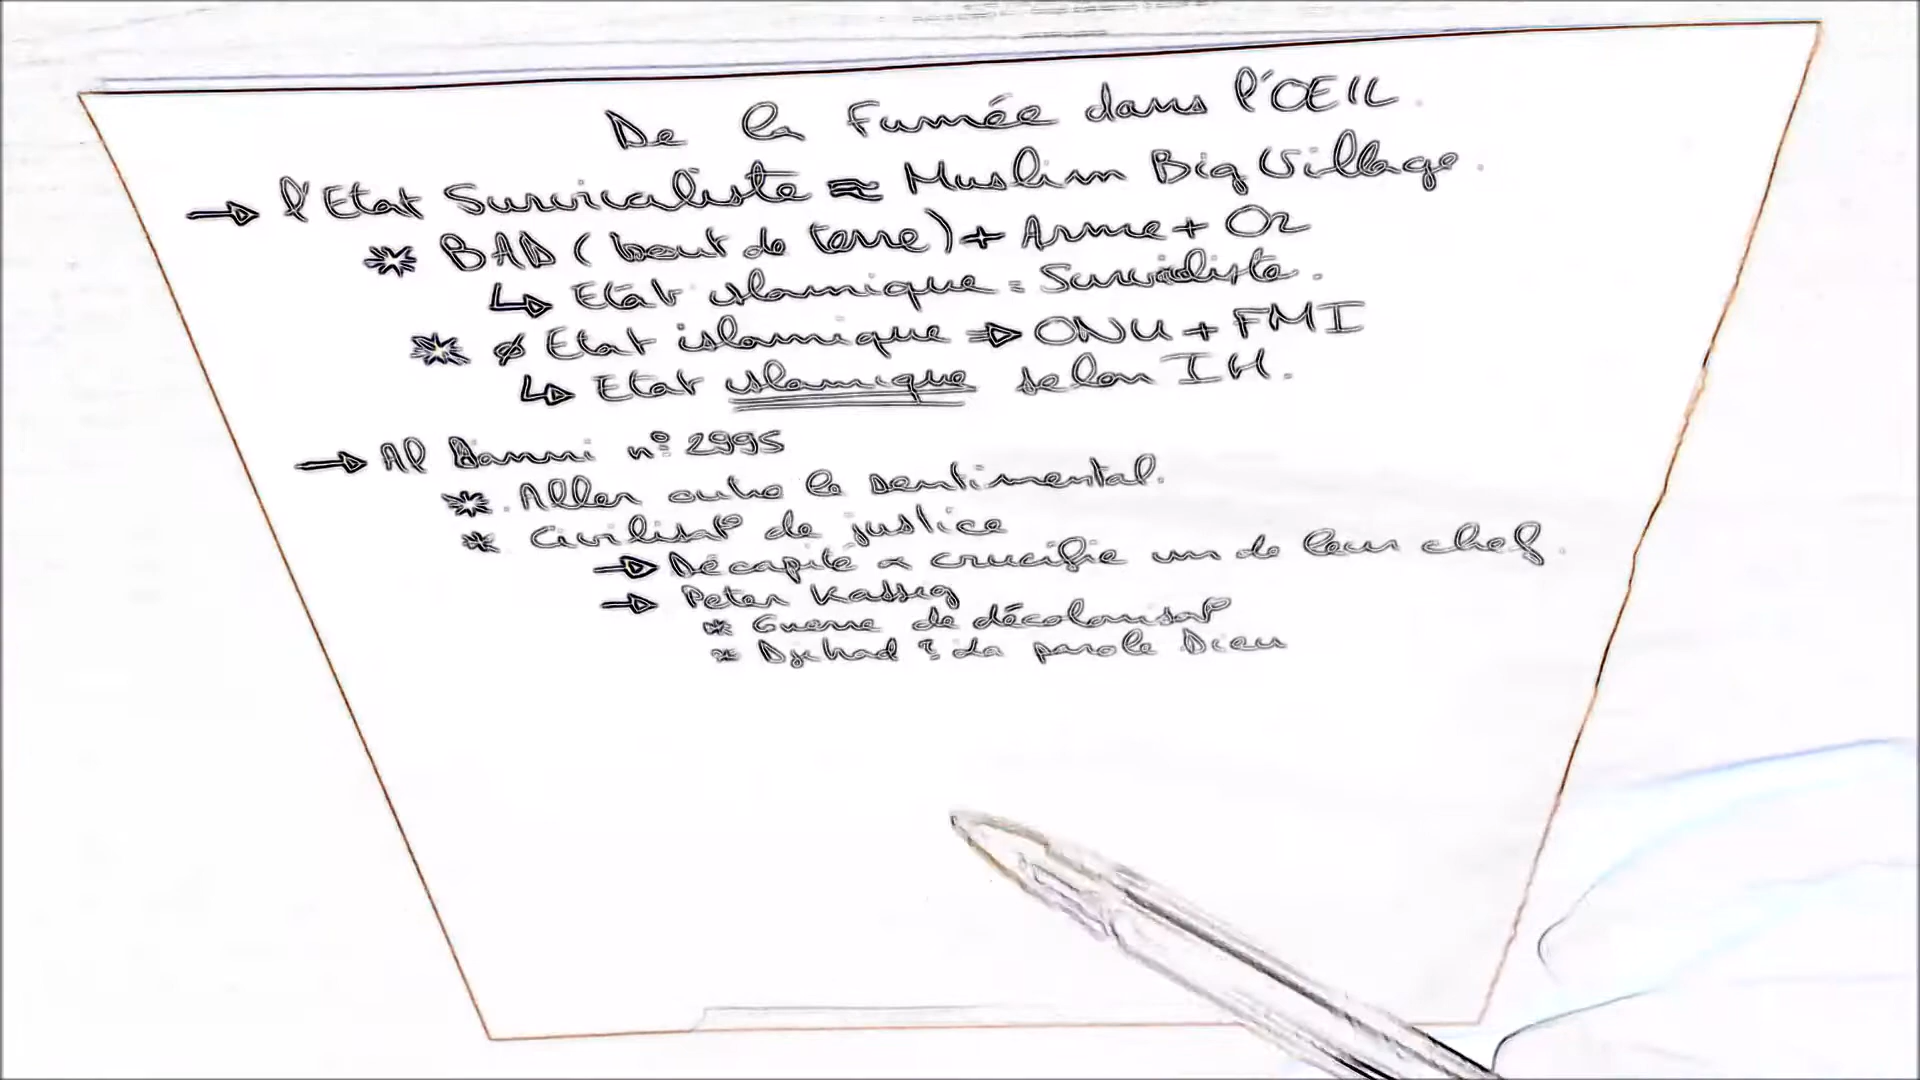 De la Fumée dans l'OEIL.
→ l'Etat Survivaliste ≈ Muslim Big Village.
* BAD (bout de terre) + Arme + Or
↳ Etat islamique = Survivaliste.
* ∅ Etat islamique ⇒ ONU + FMI
↳ Etat islamique selon IH.
→ Al Banni n° 2995
* Aller outre le sentimental.
* Civilisat° de justice
→ Décapité & crucifie un de leur chef.
→ Peter Kassig
* Guerre de décolonisat°
* Djihad la parole Dieu